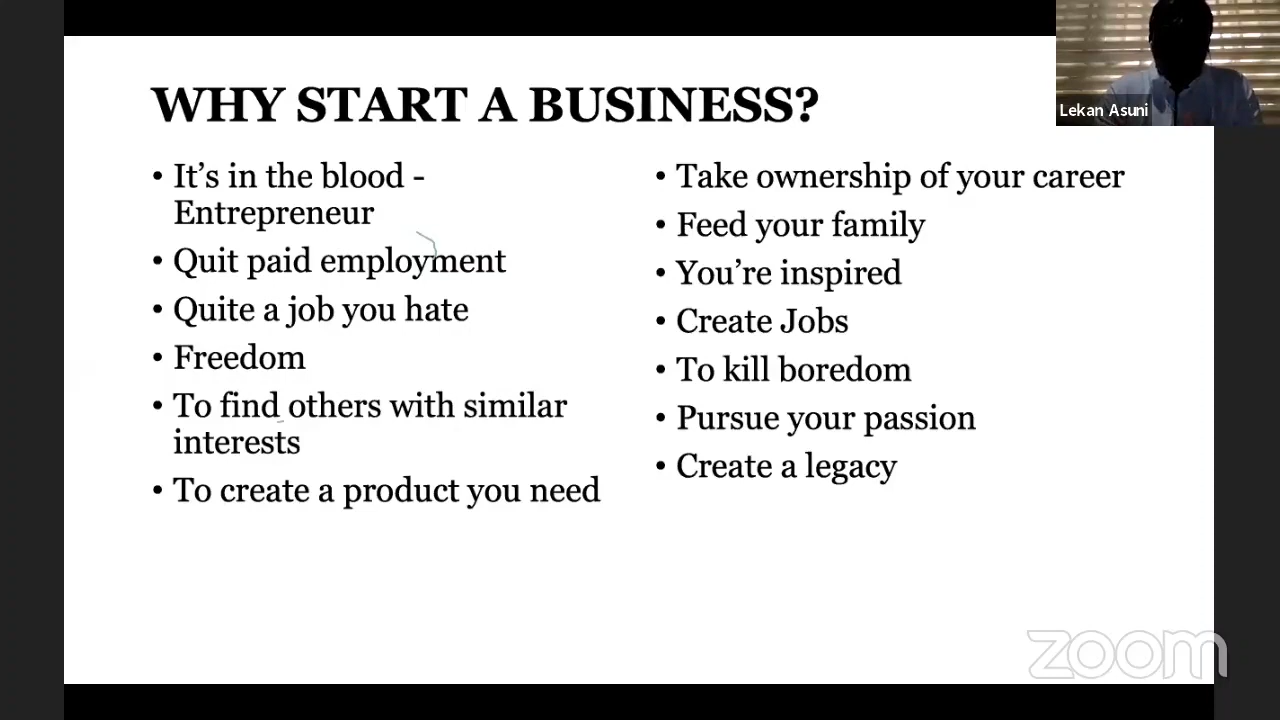 WHY START A BUSINESS?
• It’s in the blood -
Entrepreneur
• Quit paid employment
• Quite a job you hate
• Freedom
• To find others with similar
interests
• To create a product you need
• Take ownership of your career
• Feed your family
• You’re inspired
• Create Jobs
• To kill boredom
• Pursue your passion
• Create a legacy
Lekan Asuni
zoom